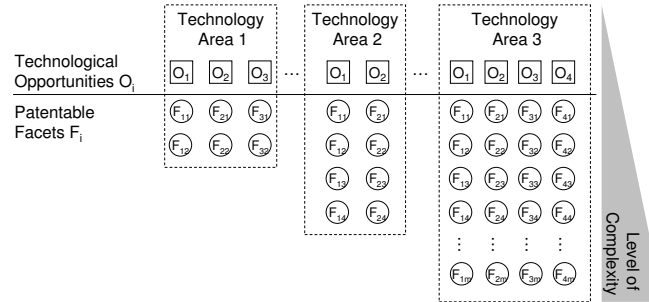 Technology Area 1
Technology Area 2
Technology Area 3
Technological Opportunities Oi
O1 O2 O3 ... O1 O2 ... O1 O2 O3 O4
Patentable Facets Fi
F11 F21 F31 F11 F21 F11 F21 F31 F41
F12 F22 F32 F12 F22 F12 F22 F32 F42
F13 F23 F13 F23 F33 F43
F14 F24 F14 F24 F34 F44
⋮ ⋮ ⋮ ⋮
F1m F2m F3m F4m
Level of Complexity